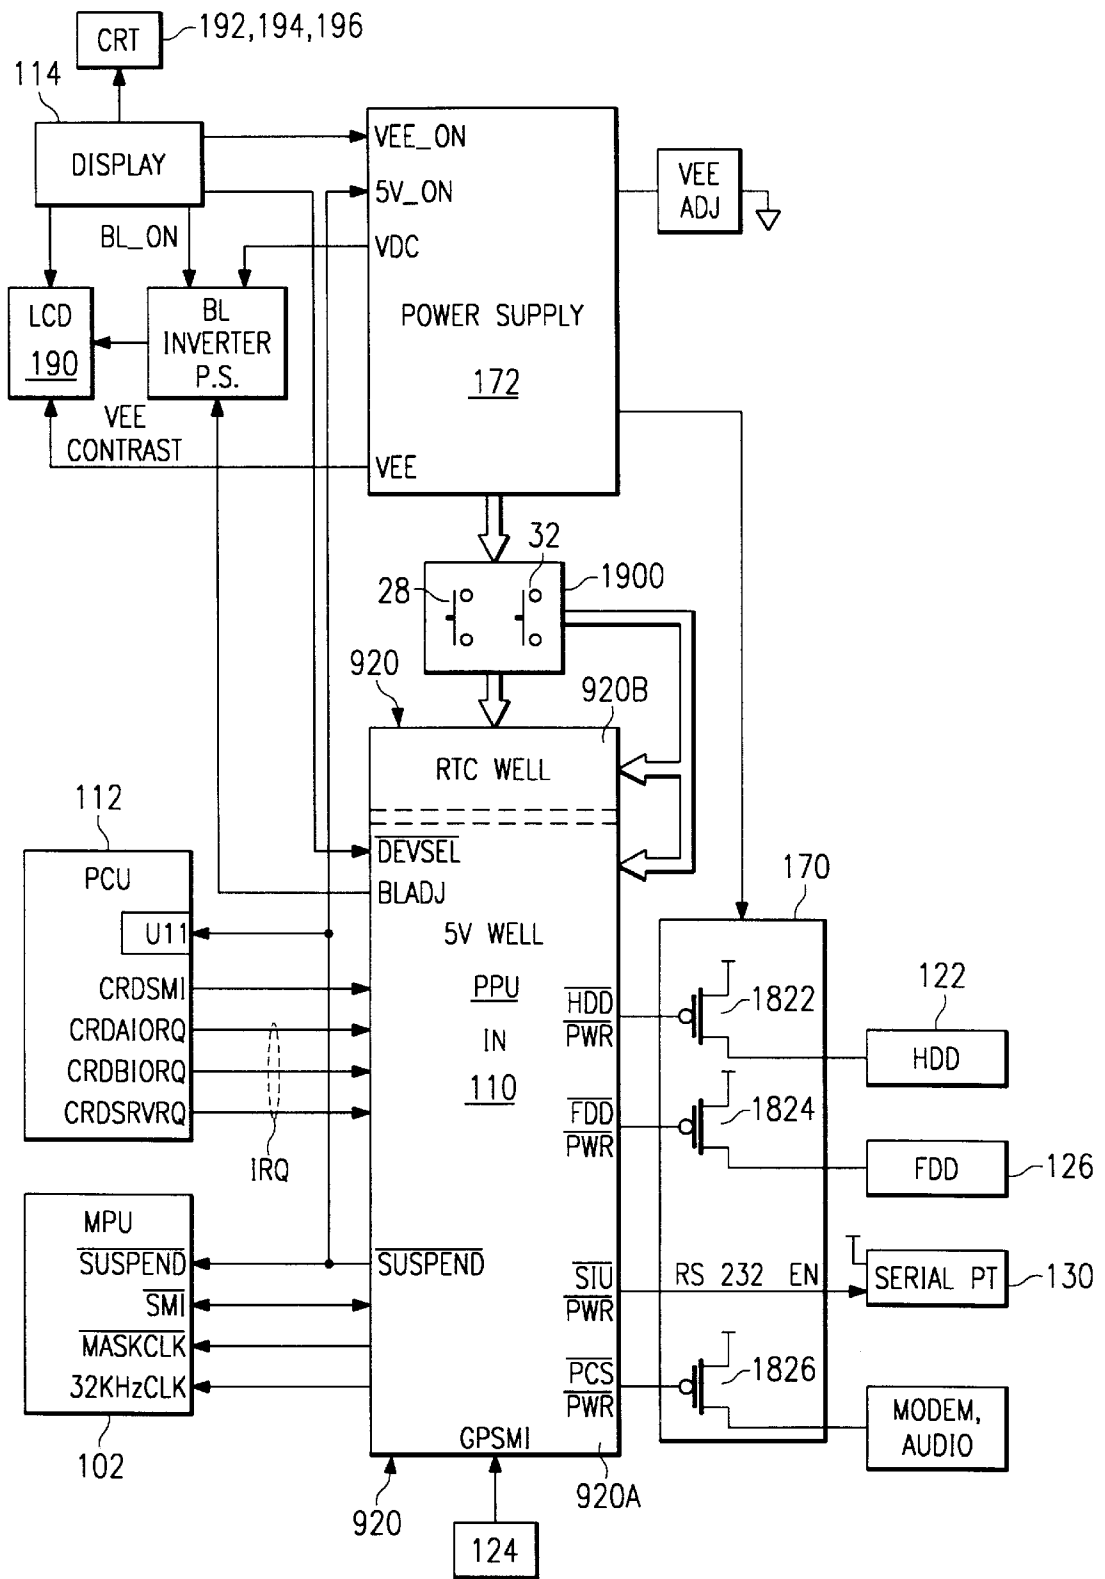 CRT
192,194,196
114
DISPLAY
VEE_ON
5V_ON
VDC
VEE
ADJ
BL_ON
LCD
190
BL
INVERTER
P.S.
POWER SUPPLY
172
VEE
CONTRAST
VEE
32
28
1900
920
920B
RTC WELL
112
PCU
DEVSEL
BLADJ
U11
5V WELL
170
CRDSMI
PPU
HDD
PWR
1822
122
HDD
CRDAIORQ
IN
CRDBIORQ
110
CRDSRVRQ
FDD
PWR
1824
FDD
126
IRQ
MPU
SUSPEND
SUSPEND
SIU
PWR
RS 232 EN
SERIAL PT
130
SMI
MASKCLK
32KHzCLK
PCS
PWR
1826
MODEM,
AUDIO
GPSMI
102
920
920A
124